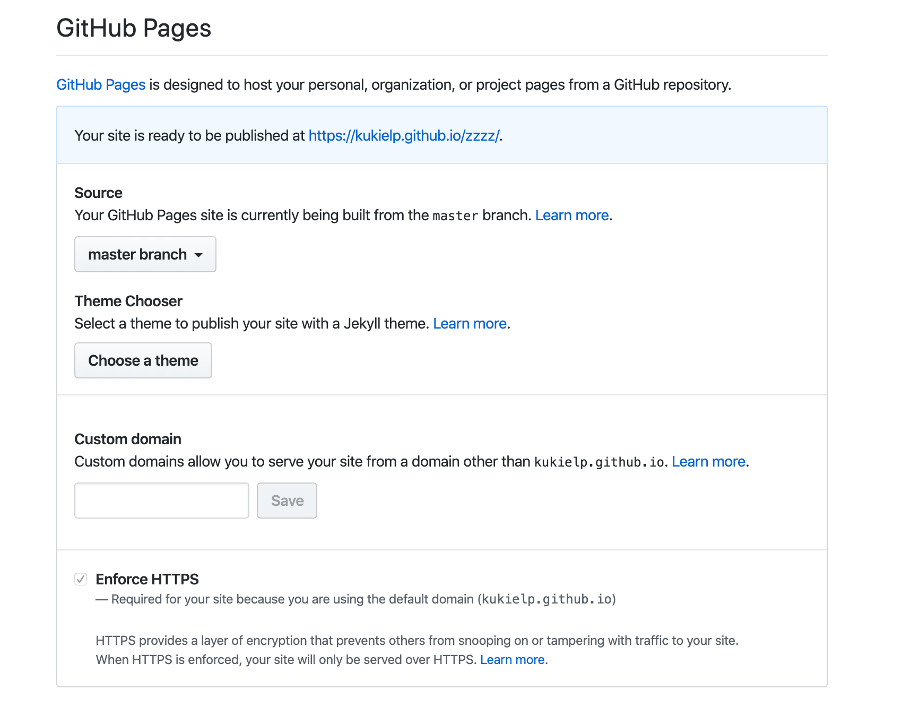 GitHub Pages
GitHub Pages is designed to host your personal, organization, or project pages from a GitHub repository.
Your site is ready to be published at https://kukielp.github.io/zzzz/.
Source
Your GitHub Pages site is currently being built from the master branch. Learn more.
master branch
Theme Chooser
Select a theme to publish your site with a Jekyll theme. Learn more.
Choose a theme
Custom domain
Custom domains allow you to serve your site from a domain other than kukielp.github.io. Learn more.
Save
Enforce HTTPS
— Required for your site because you are using the default domain (kukielp.github.io)
HTTPS provides a layer of encryption that prevents others from snooping on or tampering with traffic to your site.
When HTTPS is enforced, your site will only be served over HTTPS. Learn more.